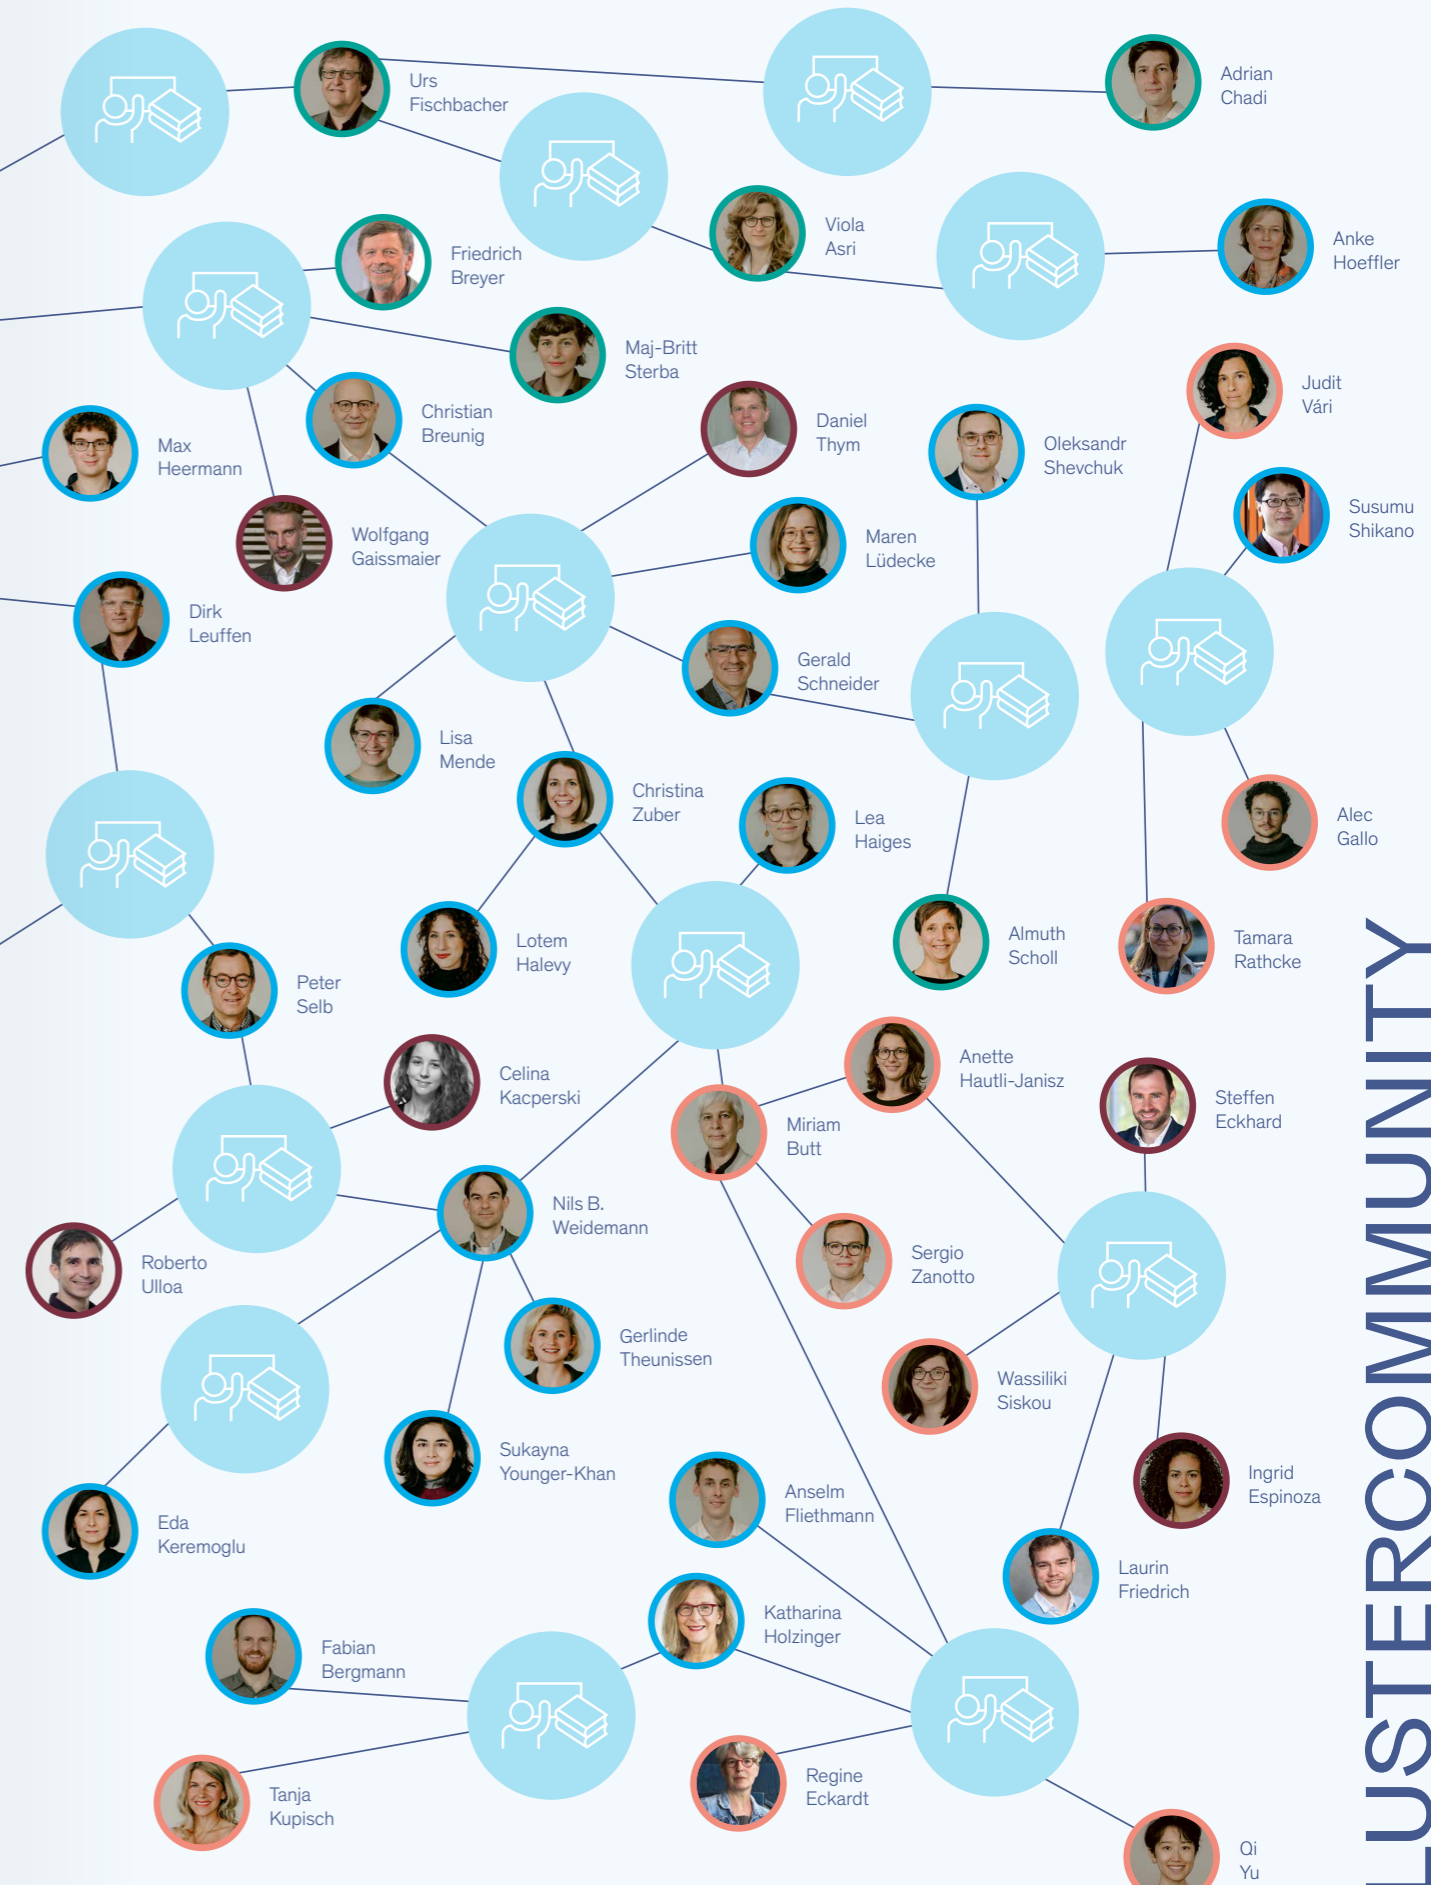 Urs
Fischbacher
Adrian
Chadi
Viola
Asri
Anke
Hoeffler
Friedrich
Breyer
Maj-Britt
Sterba
Judit
Vári
Christian
Breunig
Daniel
Thym
Max
Heermann
Oleksandr
Shevchuk
Susumu
Shikano
Wolfgang
Gaissmaier
Maren
Lüdecke
Dirk
Leuffen
Gerald
Schneider
Lisa
Mende
Christina
Zuber
Lea
Haiges
Alec
Gallo
Lotem
Halevy
Almuth
Scholl
Tamara
Rathcke
Peter
Selb
Celina
Kacperski
Anette
Hautli-Janisz
Steffen
Eckhard
Miriam
Butt
Nils B.
Weidemann
Roberto
Ulloa
Sergio
Zanotto
Gerlinde
Theunissen
Wassiliki
Siskou
Sukayna
Younger-Khan
Ingrid
Espinoza
Anselm
Fliethmann
Eda
Keremoglu
Laurin
Friedrich
Katharina
Holzinger
Fabian
Bergmann
Regine
Eckardt
Tanja
Kupisch
Qi
Yu
LUSTERCOMMUNITY